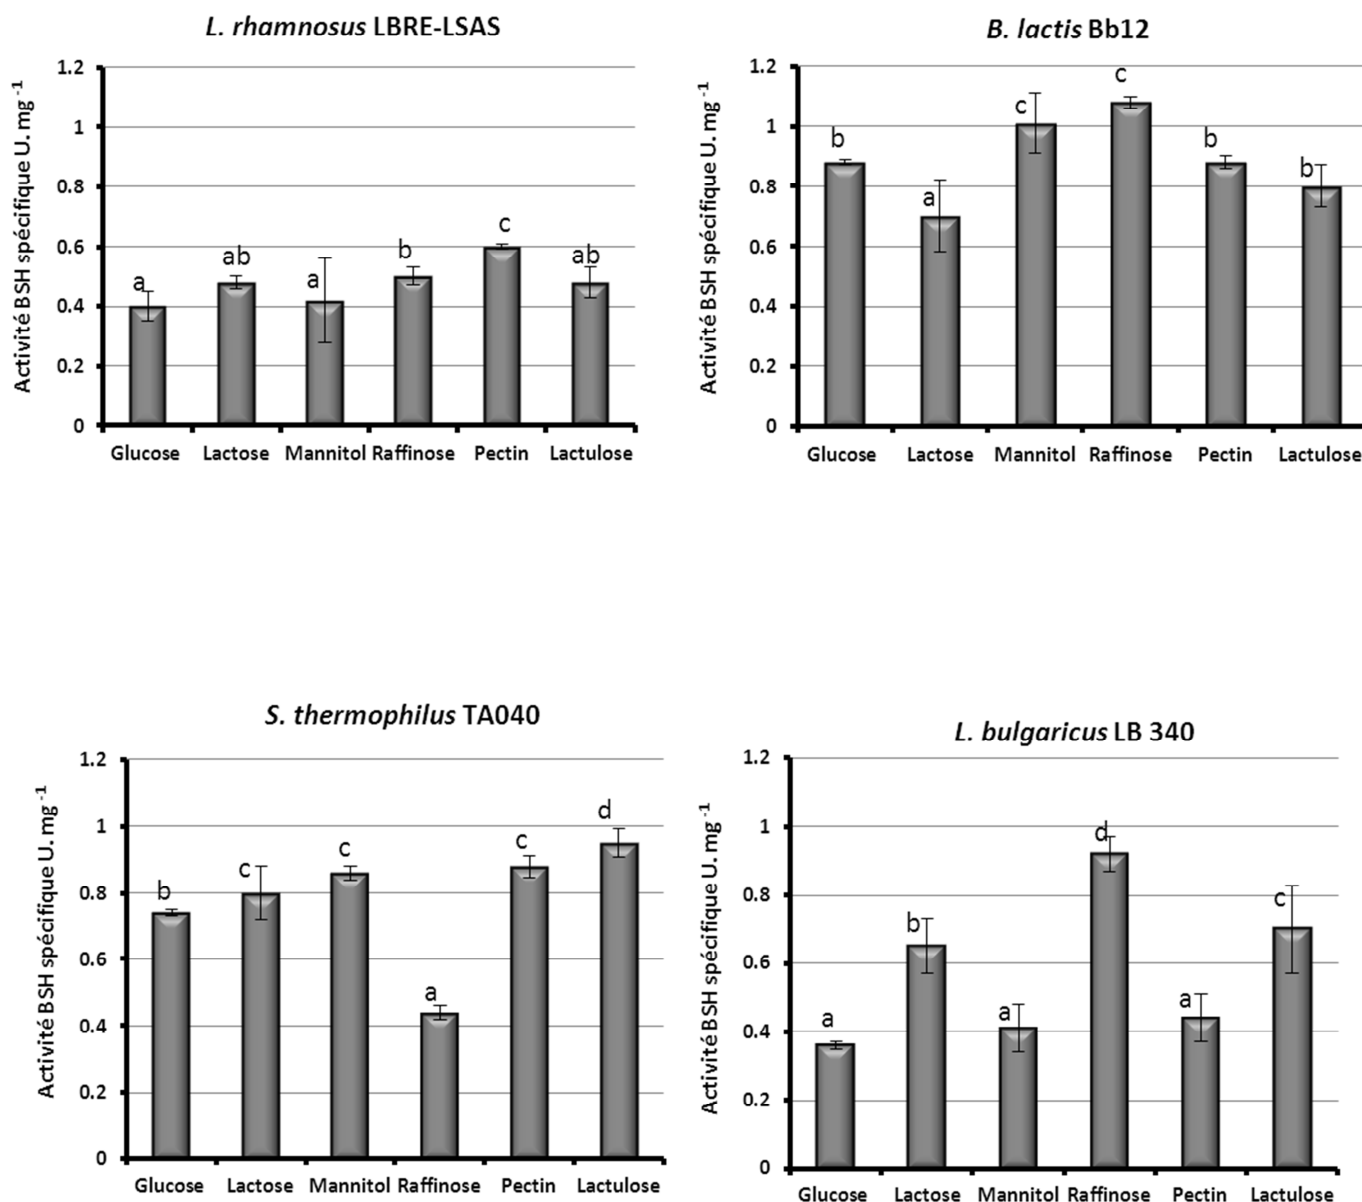 L. rhamnosus LBRE-LSAS
Activité BSH spécifique U. mg -1
1.2
1
0.8
0.6
0.4
0.2
0
a
ab
a
b
c
ab
Glucose Lactose Mannitol Raffinose Pectin Lactulose
B. lactis Bb12
Activité BSH spécifique U. mg -1
1.2
1
0.8
0.6
0.4
0.2
0
b
a
c
c
b
b
Glucose Lactose Mannitol Raffinose Pectin Lactulose
S. thermophilus TA040
Activité BSH spécifique U. mg -1
1.2
1
0.8
0.6
0.4
0.2
0
b
c
c
a
c
d
Glucose Lactose Mannitol Raffinose Pectin Lactulose
L. bulgaricus LB 340
Activité BSH spécifique U. mg -1
1.2
1
0.8
0.6
0.4
0.2
0
a
b
a
d
a
c
Glucose Lactose Mannitol Raffinose Pectin Lactulose